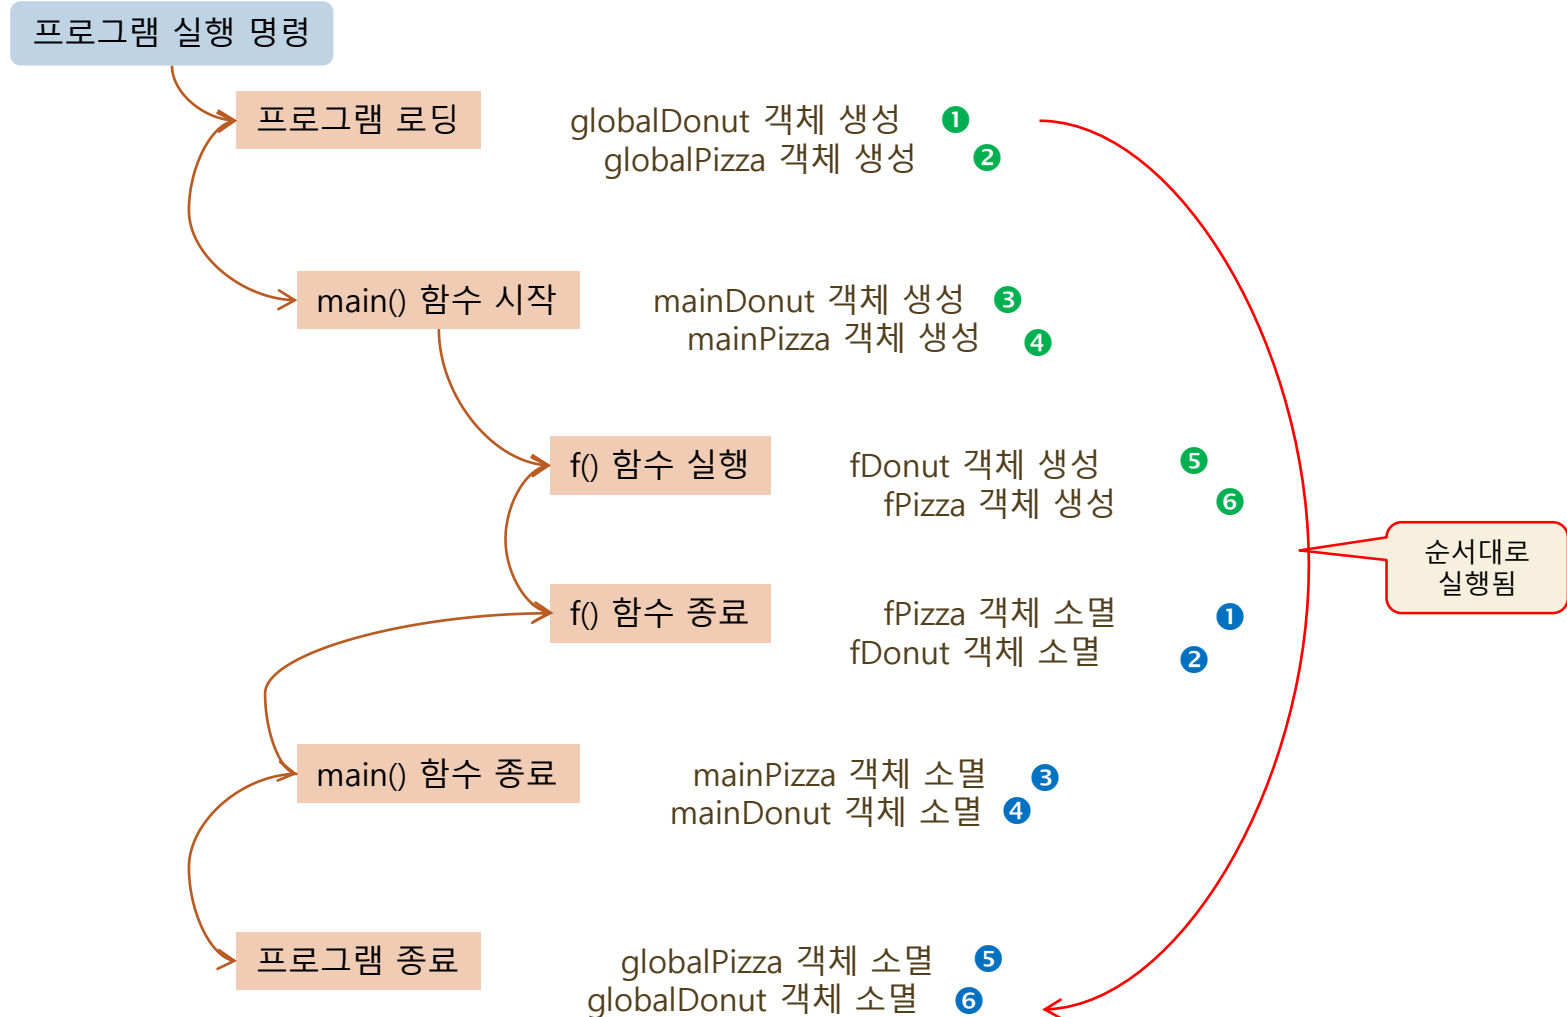 프로그램 실행 명령
프로그램 로딩
globalDonut 객체 생성 ❶
globalPizza 객체 생성 ❷
main() 함수 시작
mainDonut 객체 생성 ❸
mainPizza 객체 생성 ❹
f() 함수 실행
fDonut 객체 생성 ❺
fPizza 객체 생성 ❻
순서대로
실행됨
f() 함수 종료
fPizza 객체 소멸 ❶
fDonut 객체 소멸 ❷
main() 함수 종료
mainPizza 객체 소멸 ❸
mainDonut 객체 소멸 ❹
프로그램 종료
globalPizza 객체 소멸 ❺
globalDonut 객체 소멸 ❻